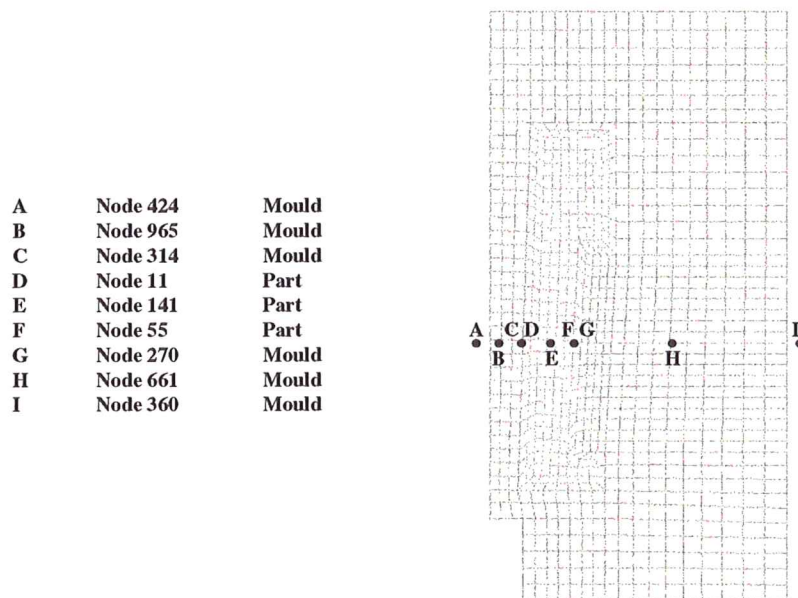 A Node 424 Mould
B Node 965 Mould
C Node 314 Mould
D Node 11 Part
E Node 141 Part
F Node 55 Part
G Node 270 Mould
H Node 661 Mould
I Node 360 Mould
A C D F G I
B E H